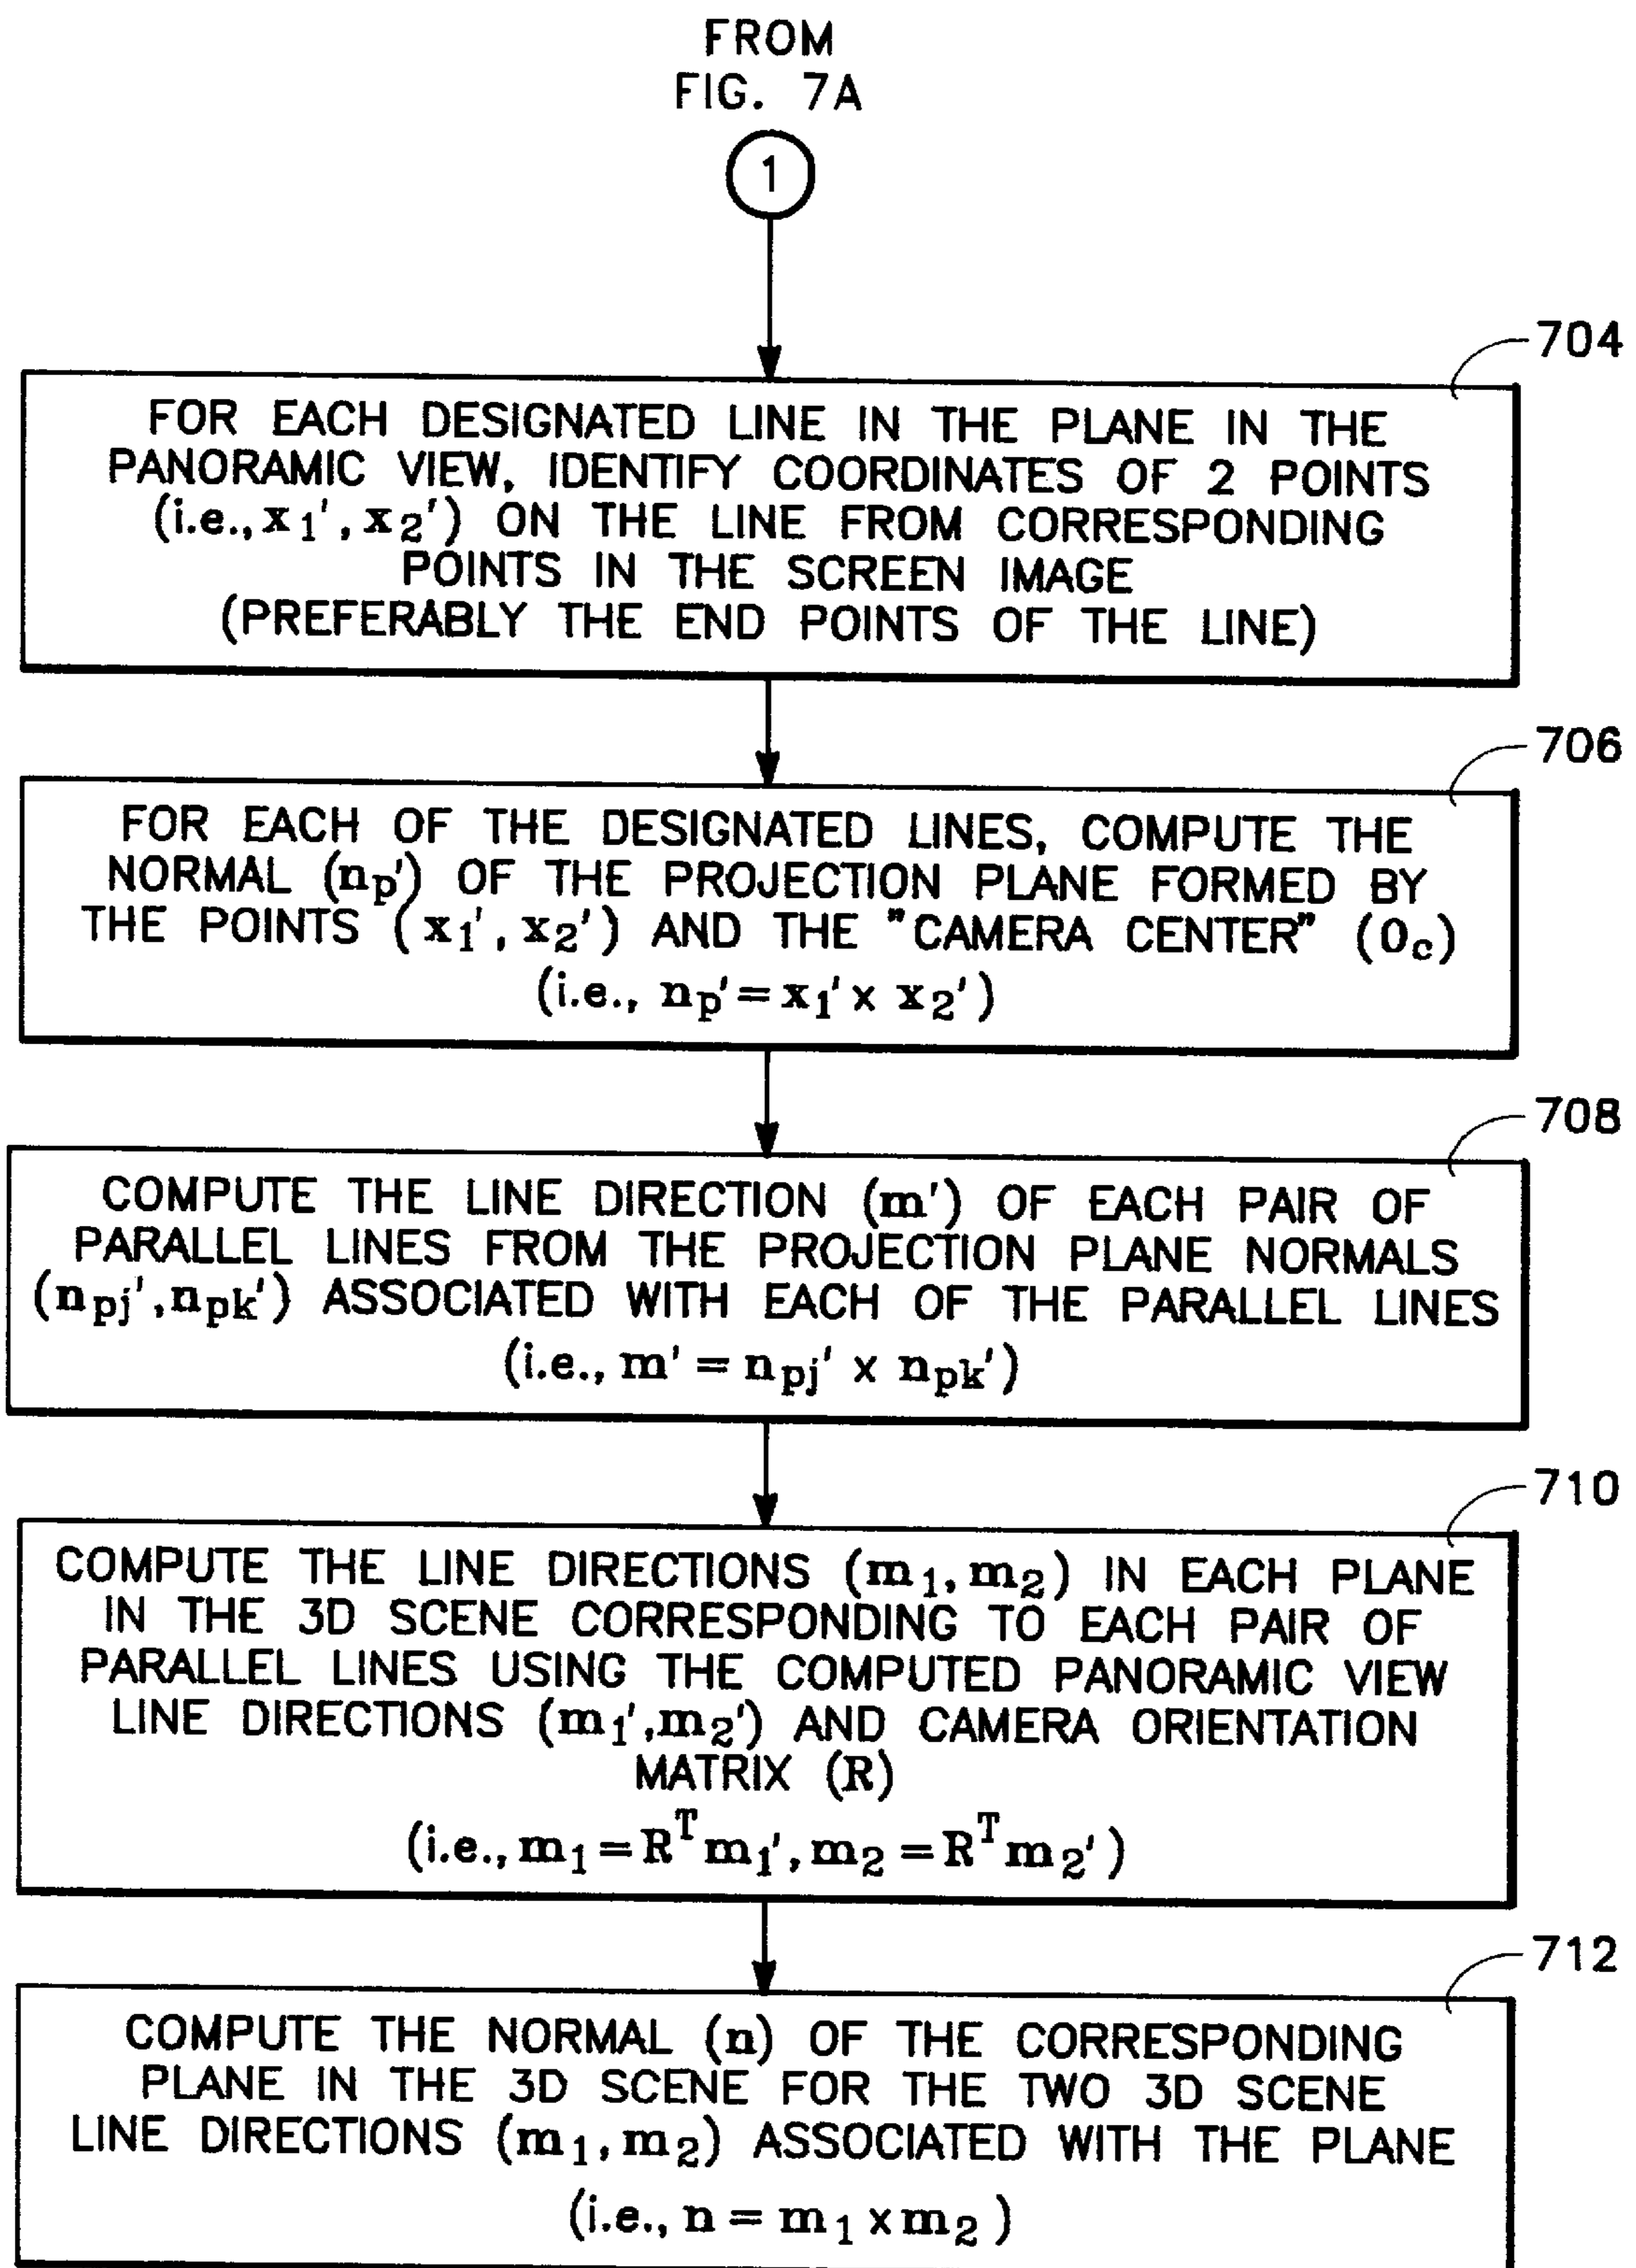 FROM
FIG. 7A
1
704
FOR EACH DESIGNATED LINE IN THE PLANE IN THE
PANORAMIC VIEW, IDENTIFY COORDINATES OF 2 POINTS
(i.e., x₁', x₂') ON THE LINE FROM CORRESPONDING
POINTS IN THE SCREEN IMAGE
(PREFERABLY THE END POINTS OF THE LINE)
706
FOR EACH OF THE DESIGNATED LINES, COMPUTE THE
NORMAL (nₚ') OF THE PROJECTION PLANE FORMED BY
THE POINTS (x₁', x₂') AND THE "CAMERA CENTER" (0_c)
(i.e., nₚ' = x₁' x x₂')
708
COMPUTE THE LINE DIRECTION (m') OF EACH PAIR OF
PARALLEL LINES FROM THE PROJECTION PLANE NORMALS
(n_pj', n_pk') ASSOCIATED WITH EACH OF THE PARALLEL LINES
(i.e., m' = n_pj' x n_pk')
710
COMPUTE THE LINE DIRECTIONS (m₁, m₂) IN EACH PLANE
IN THE 3D SCENE CORRESPONDING TO EACH PAIR OF
PARALLEL LINES USING THE COMPUTED PANORAMIC VIEW
LINE DIRECTIONS (m₁', m₂') AND CAMERA ORIENTATION
MATRIX (R)
(i.e., m₁ = Rᵀm₁', m₂ = Rᵀm₂')
712
COMPUTE THE NORMAL (n) OF THE CORRESPONDING
PLANE IN THE 3D SCENE FOR THE TWO 3D SCENE
LINE DIRECTIONS (m₁, m₂) ASSOCIATED WITH THE PLANE
(i.e., n = m₁ x m₂)